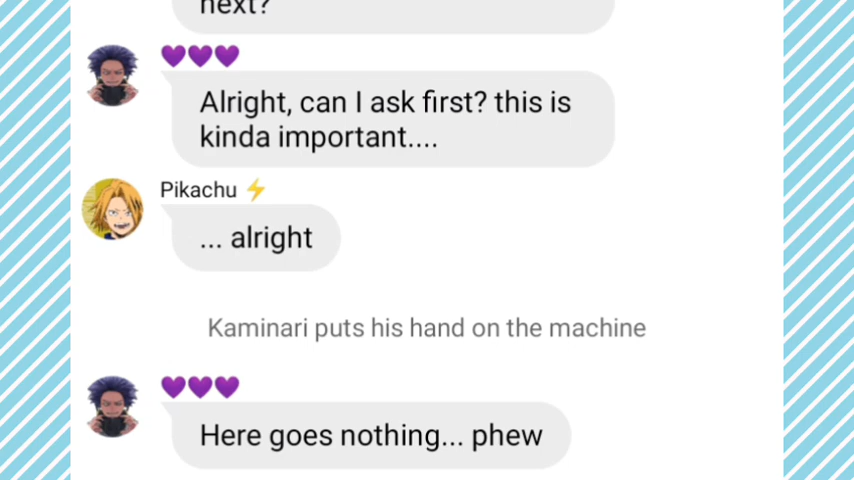 next?
💜💜💜
Alright, can I ask first? this is
kinda important....
Pikachu ⚡
... alright
Kaminari puts his hand on the machine
💜💜💜
Here goes nothing... phew